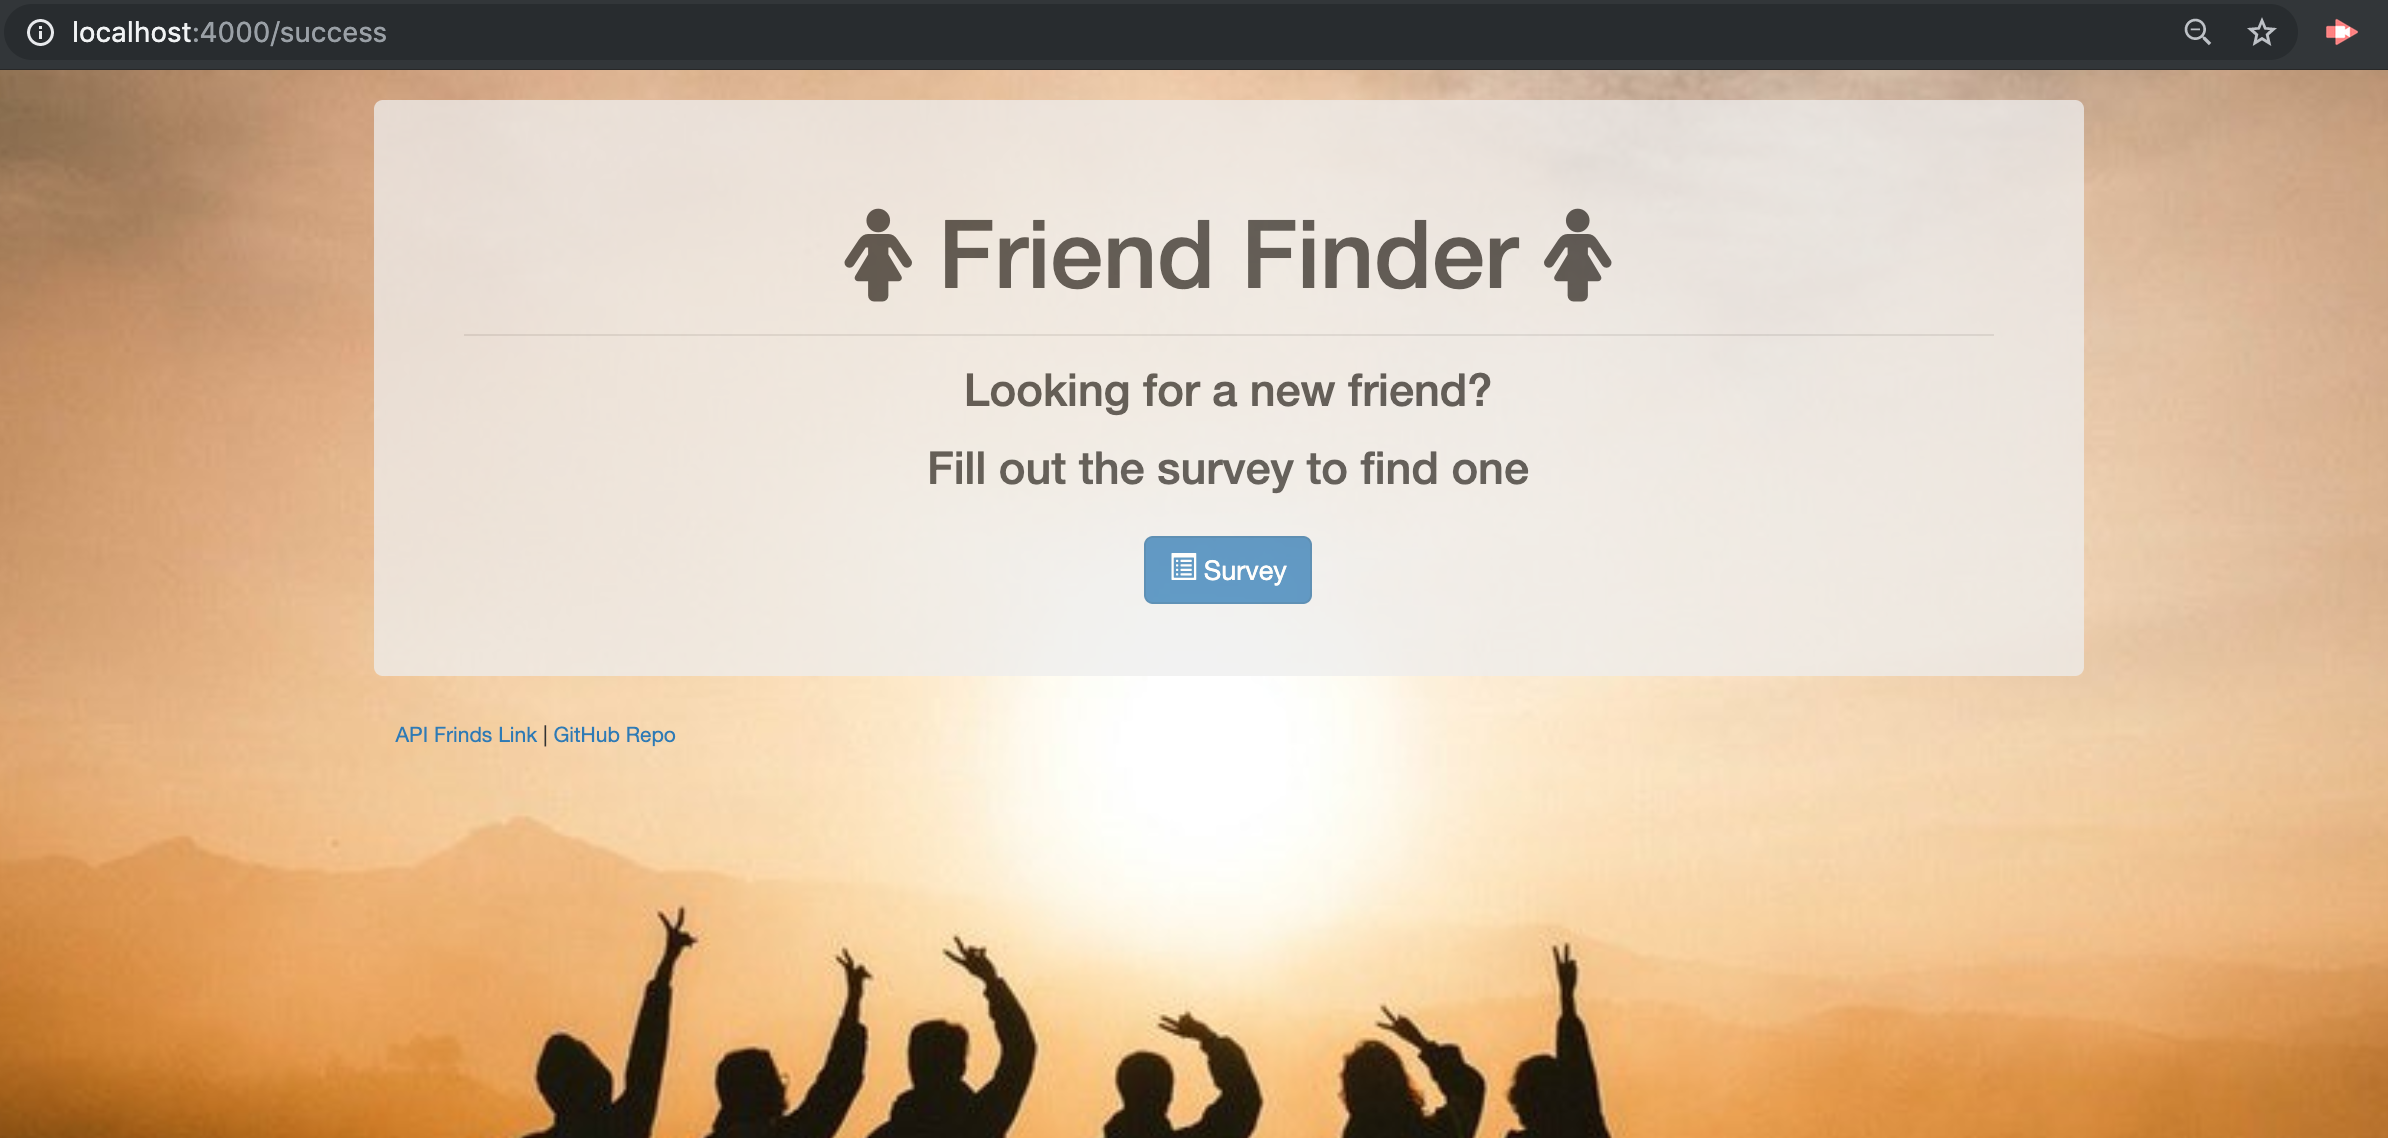 localhost:4000/success
Friend Finder
Looking for a new friend?
Fill out the survey to find one
Survey
API Frinds Link | GitHub Repo